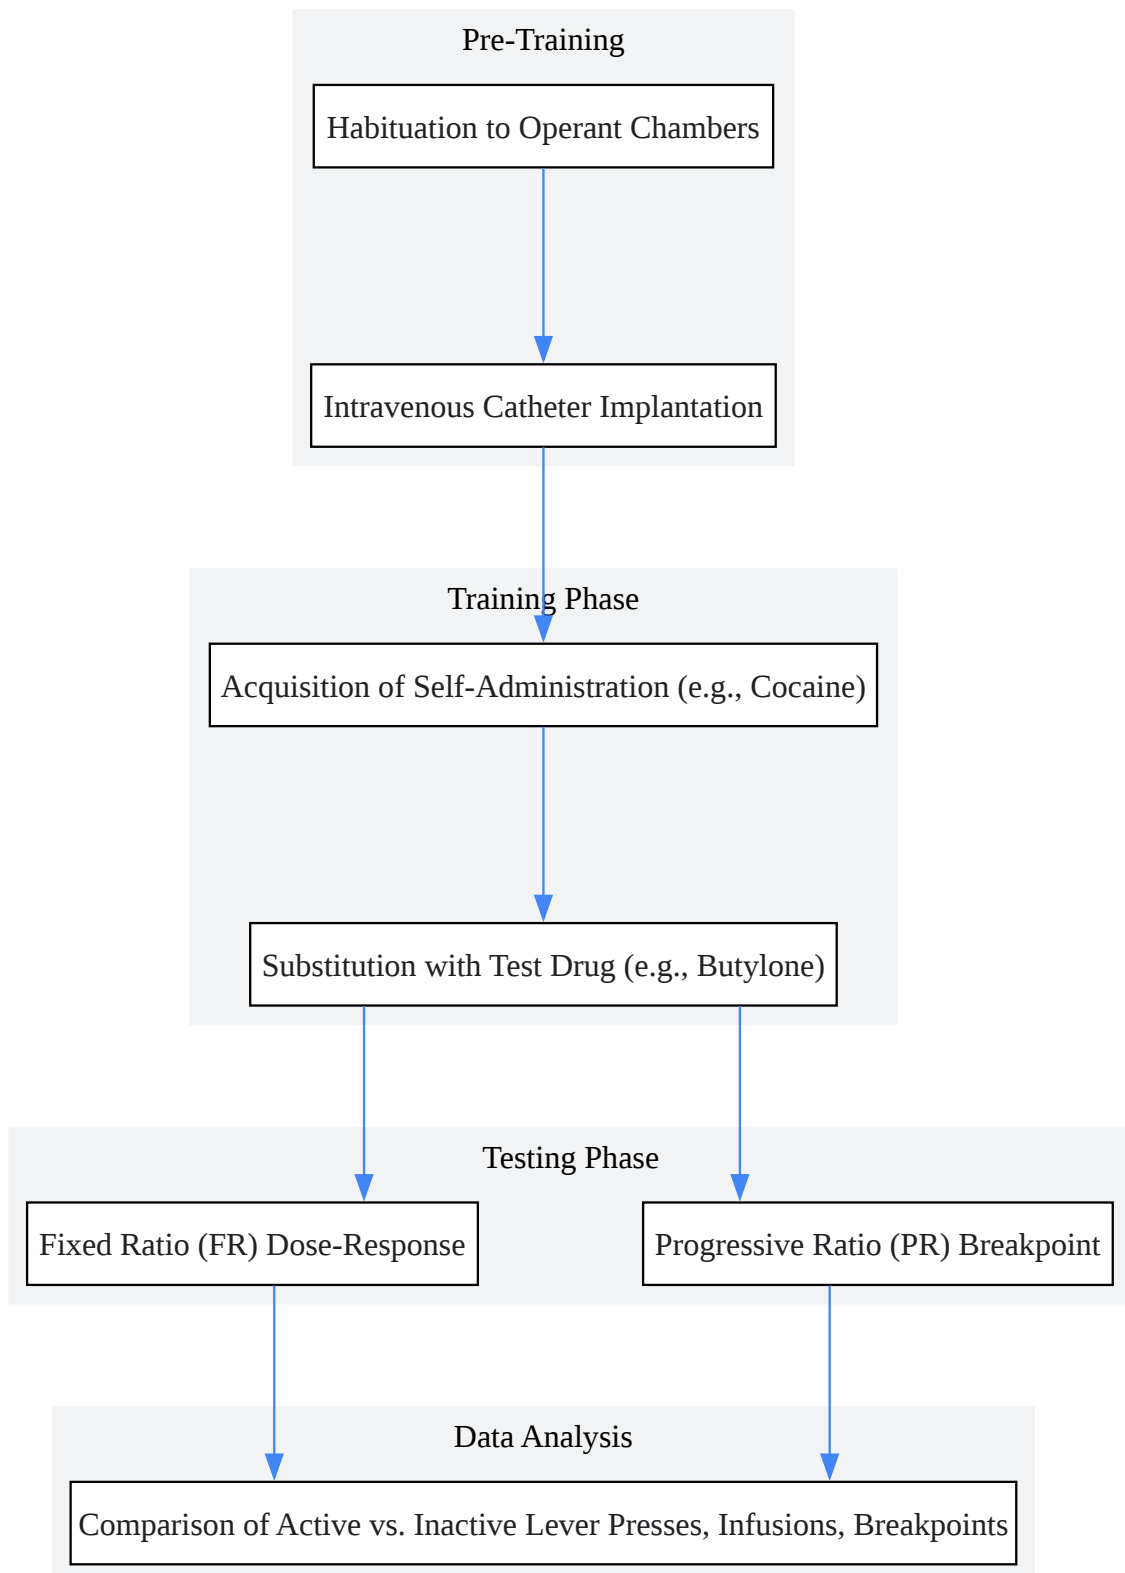 Pre-Training
Habituation to Operant Chambers
Intravenous Catheter Implantation
Training Phase
Acquisition of Self-Administration (e.g., Cocaine)
Substitution with Test Drug (e.g., Butylone)
Testing Phase
Fixed Ratio (FR) Dose-Response
Progressive Ratio (PR) Breakpoint
Data Analysis
Comparison of Active vs. Inactive Lever Presses, Infusions, Breakpoints